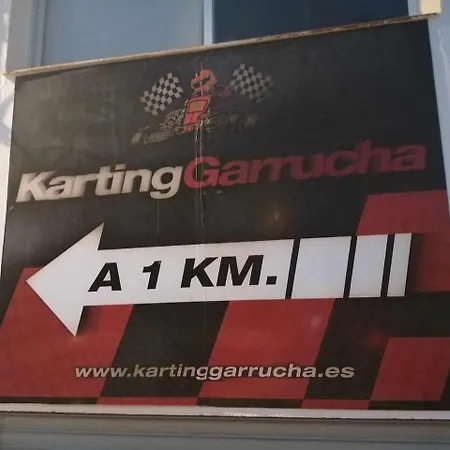 KartingGarrucha
A 1 KM.
www.kartinggarrucha.es